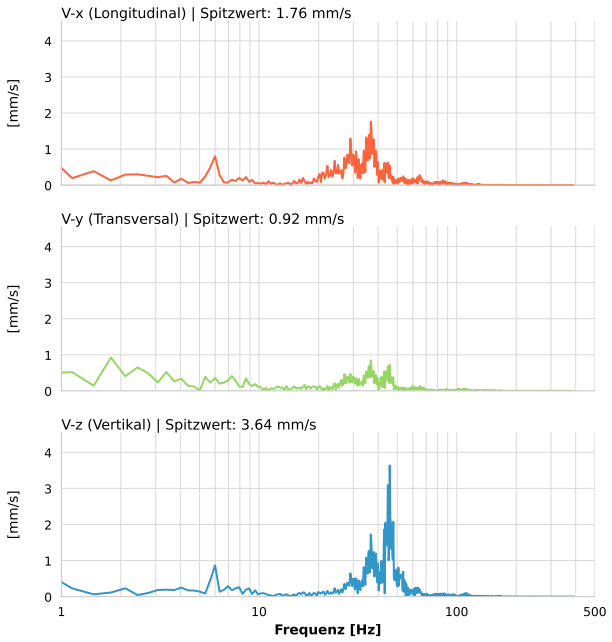 V-x (Longitudinal) | Spitzwert: 1.76 mm/s
4
3
2
1
0
[mm/s]
V-y (Transversal) | Spitzwert: 0.92 mm/s
4
3
2
1
0
[mm/s]
V-z (Vertikal) | Spitzwert: 3.64 mm/s
4
3
2
1
0
[mm/s]
1 10 100 500
Frequenz [Hz]